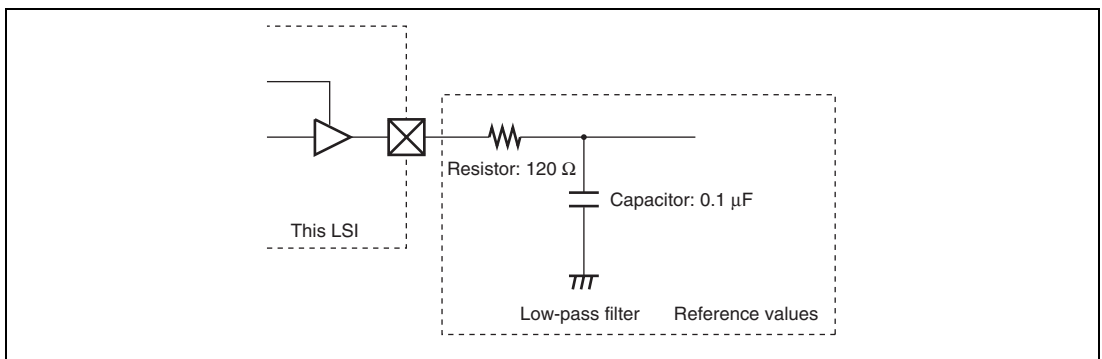 Resistor: 120 Ω
Capacitor: 0.1 μF
This LSI
Low-pass filter
Reference values